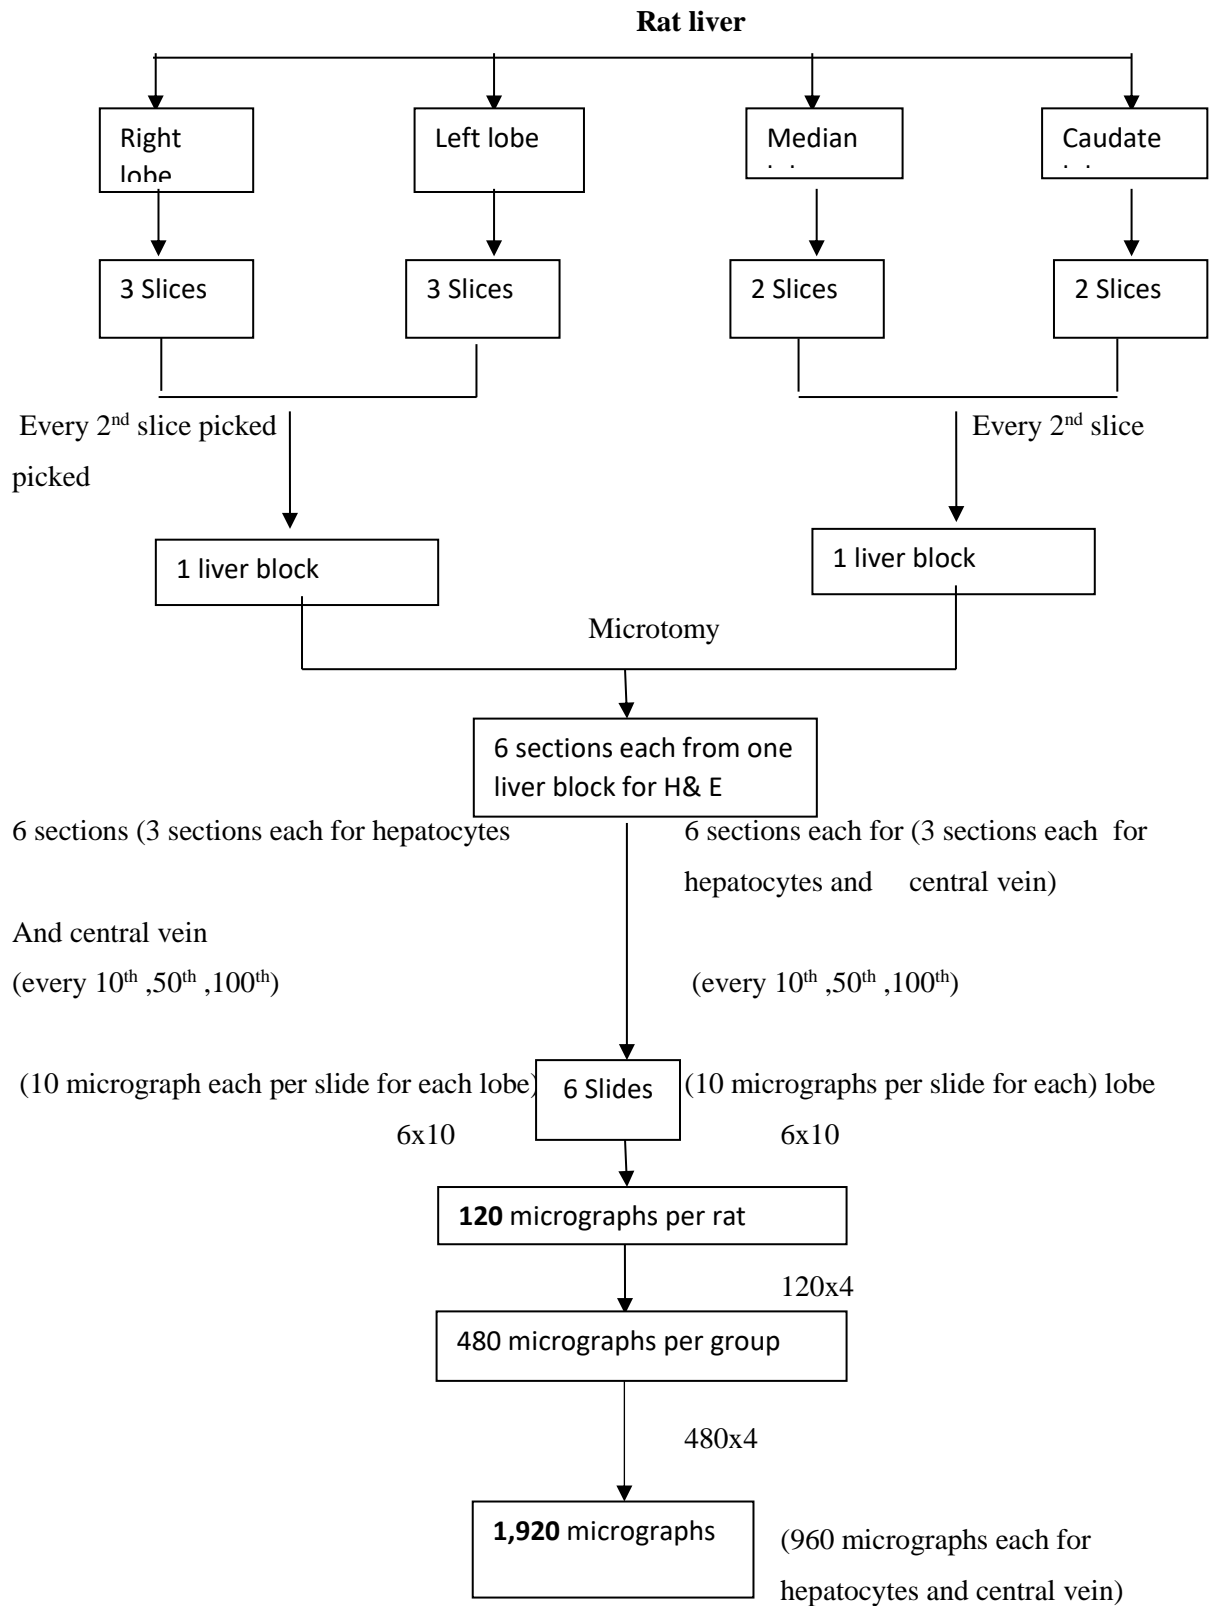 Rat liver
Right
lobe
Left lobe
Median
Caudate
3 Slices
3 Slices
2 Slices
2 Slices
Every 2nd slice picked
Every 2nd slice
picked
1 liver block
1 liver block
Microtomy
6 sections each from one
liver block for H& E
6 sections (3 sections each for hepatocytes
6 sections each for (3 sections each for
hepatocytes and central vein)
And central vein
(every 10th ,50th ,100th)
(every 10th ,50th ,100th)
(10 micrograph each per slide for each lobe)
6 Slides
(10 micrographs per slide for each) lobe
6x10
6x10
120 micrographs per rat
120x4
480 micrographs per group
480x4
1,920 micrographs
(960 micrographs each for
hepatocytes and central vein)